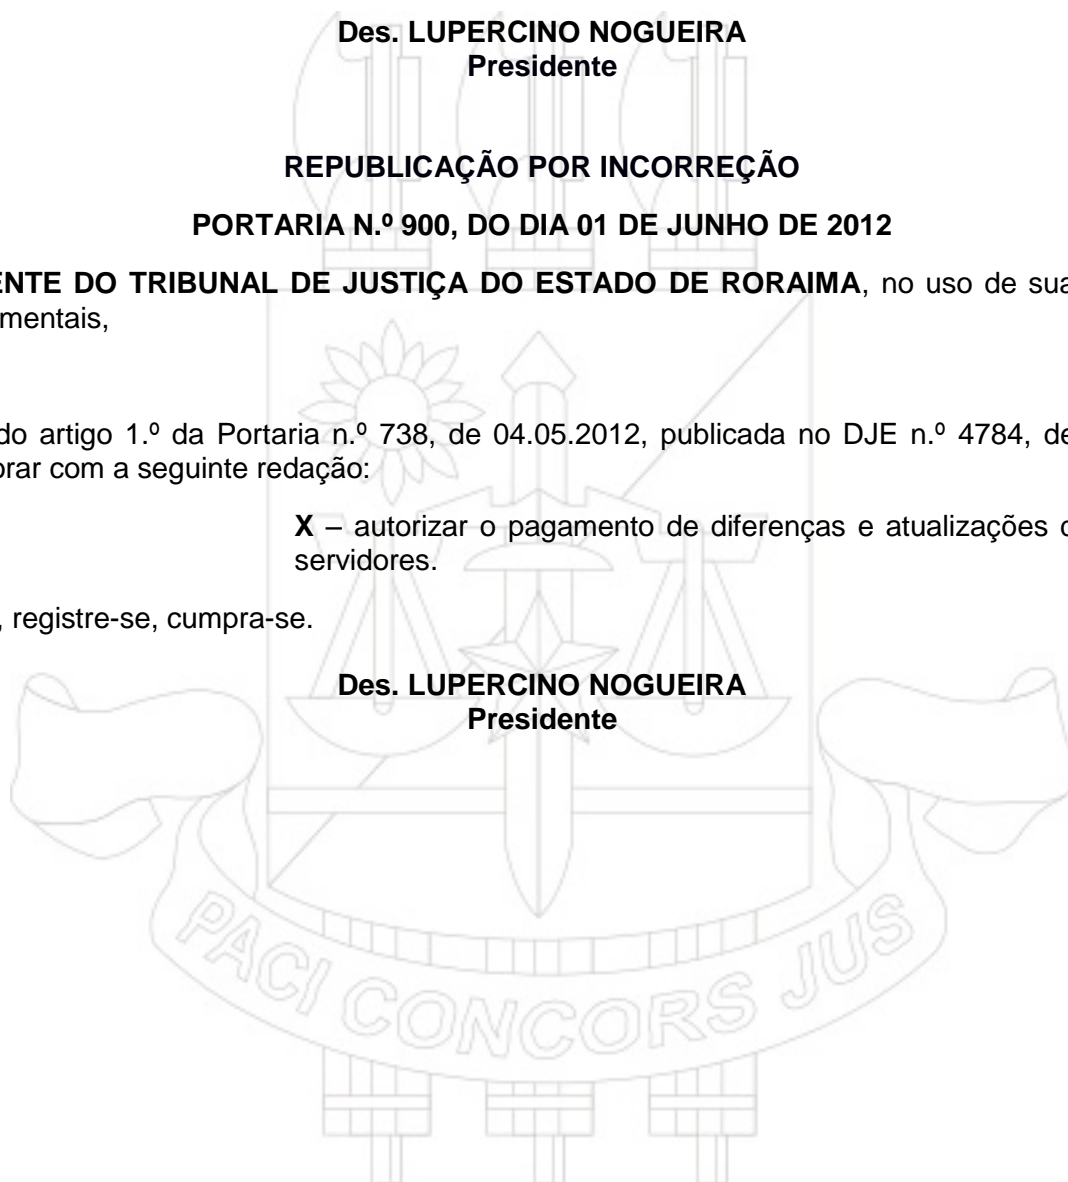 Des. LUPERCINO NOGUEIRA
Presidente
REPUBLICAÇÃO POR INCORREÇÃO
PORTARIA N.º 900, DO DIA 01 DE JUNHO DE 2012
ENTE DO TRIBUNAL DE JUSTIÇA DO ESTADO DE RORAIMA, no uso de sua
mentais,
do artigo 1.º da Portaria n.º 738, de 04.05.2012, publicada no DJE n.º 4784, de
orar com a seguinte redação:
X – autorizar o pagamento de diferenças e atualizações
servidores.
, registre-se, cumpra-se.
Des. LUPERCINO NOGUEIRA
Presidente
PACI CONCORS JUS